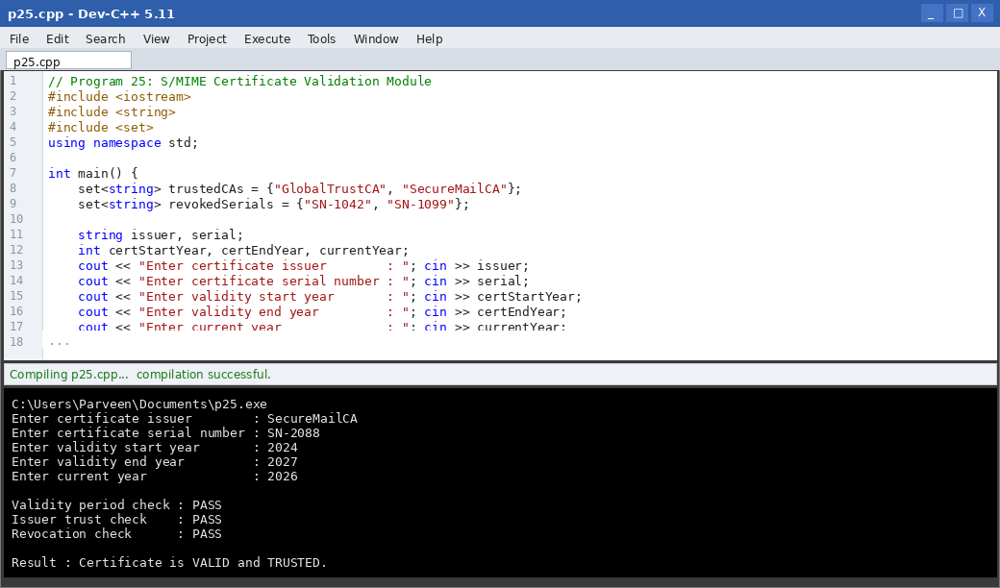 p25.cpp - Dev-C++ 5.11
_ □ X
File Edit Search View Project Execute Tools Window Help
p25.cpp
1 // Program 25: S/MIME Certificate Validation Module
2 #include <iostream>
3 #include <string>
4 #include <set>
5 using namespace std;
6
7 int main() {
8     set<string> trustedCAs = {"GlobalTrustCA", "SecureMailCA"};
9     set<string> revokedSerials = {"SN-1042", "SN-1099"};
10
11     string issuer, serial;
12     int certStartYear, certEndYear, currentYear;
13     cout << "Enter certificate issuer        : "; cin >> issuer;
14     cout << "Enter certificate serial number : "; cin >> serial;
15     cout << "Enter validity start year       : "; cin >> certStartYear;
16     cout << "Enter validity end year         : "; cin >> certEndYear;
17     cout << "Enter current year              : "; cin >> currentYear;
18 ...
Compiling p25.cpp...  compilation successful.
C:\Users\Parveen\Documents\p25.exe
Enter certificate issuer        : SecureMailCA
Enter certificate serial number : SN-2088
Enter validity start year       : 2024
Enter validity end year         : 2027
Enter current year              : 2026

Validity period check : PASS
Issuer trust check    : PASS
Revocation check      : PASS

Result : Certificate is VALID and TRUSTED.